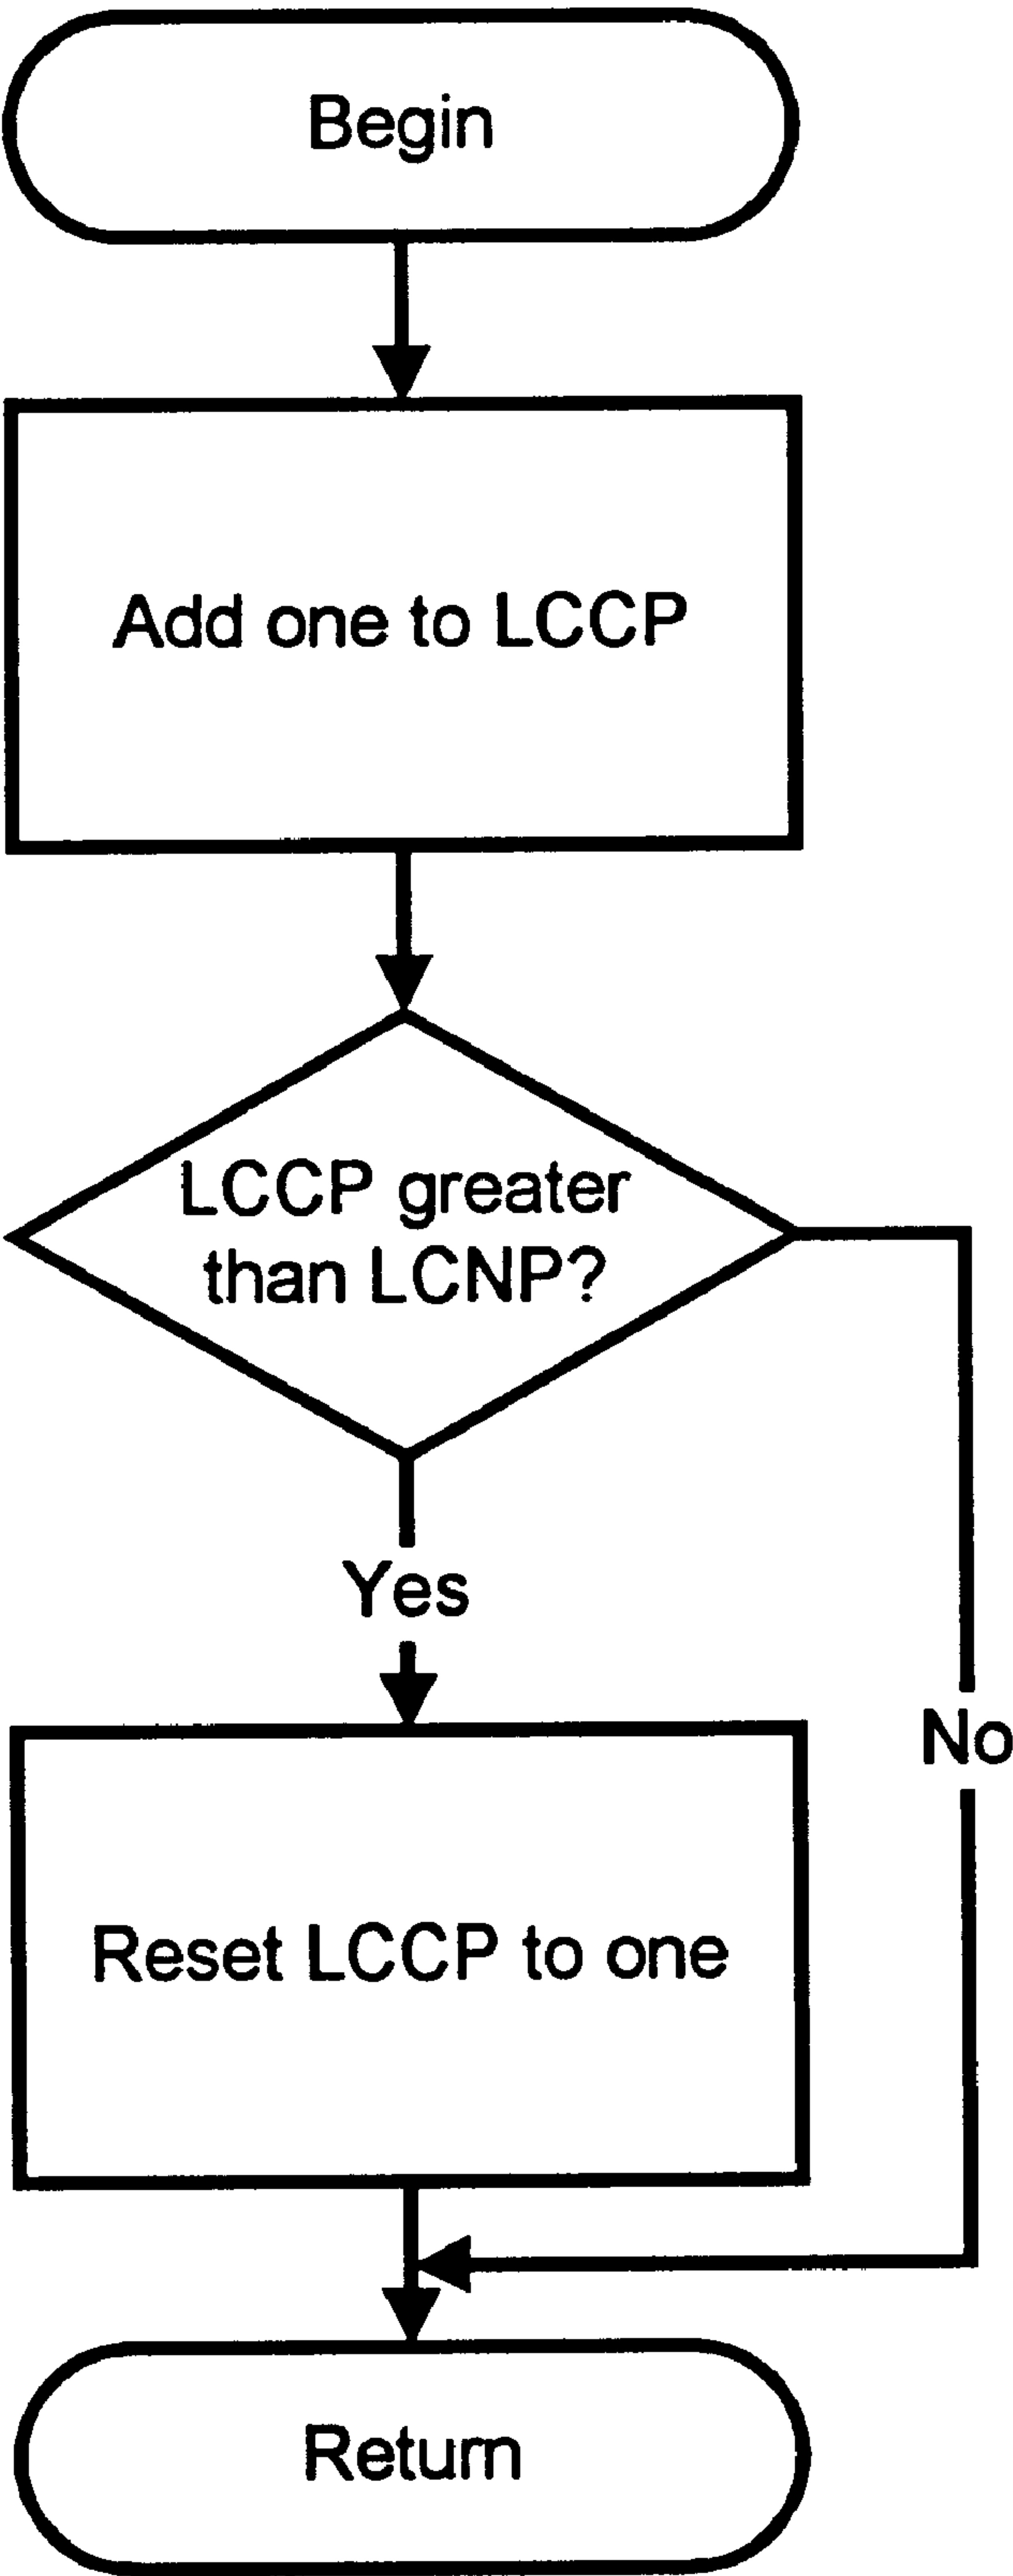 Begin
Add one to LCCP
LCCP greater
than LCNP?
Yes
No
Reset LCCP to one
Return